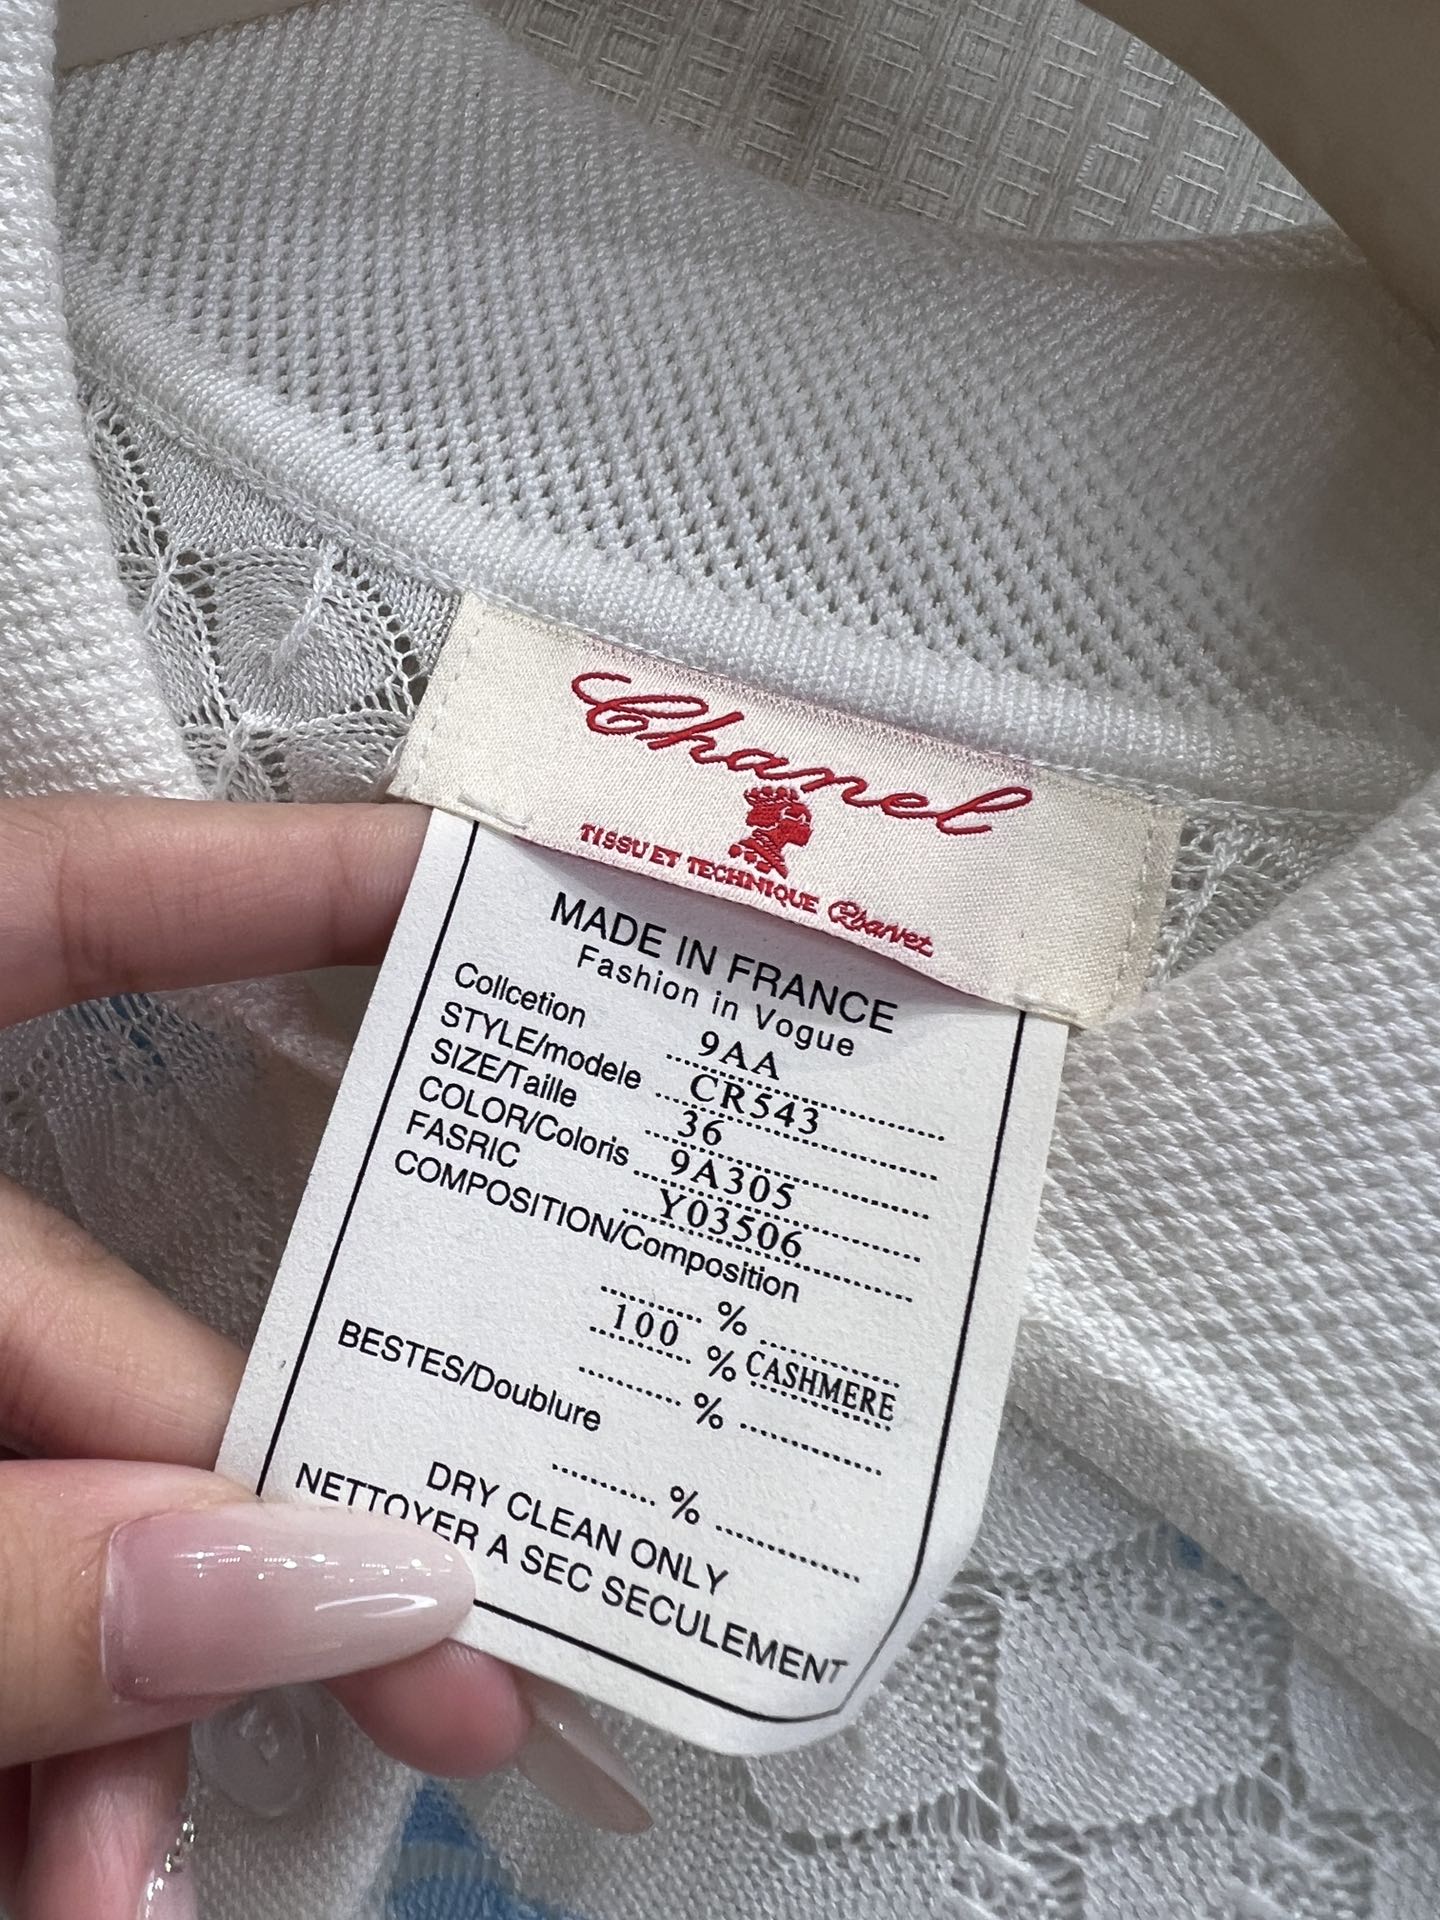 Chanel
TISSU ET TECHNIQUE Rbarvez
MADE IN FRANCE
Fashion in Vogue
Collcetion 9AA
STYLE/modele CR543
SIZE/Taille 36
COLOR/Coloris 9A305
FASRIC Y03506
COMPOSITION/Composition
%
100 % CASHMERE
%
BESTES/Doublure
%
DRY CLEAN ONLY
NETTOYER A SEC SECULEMENT